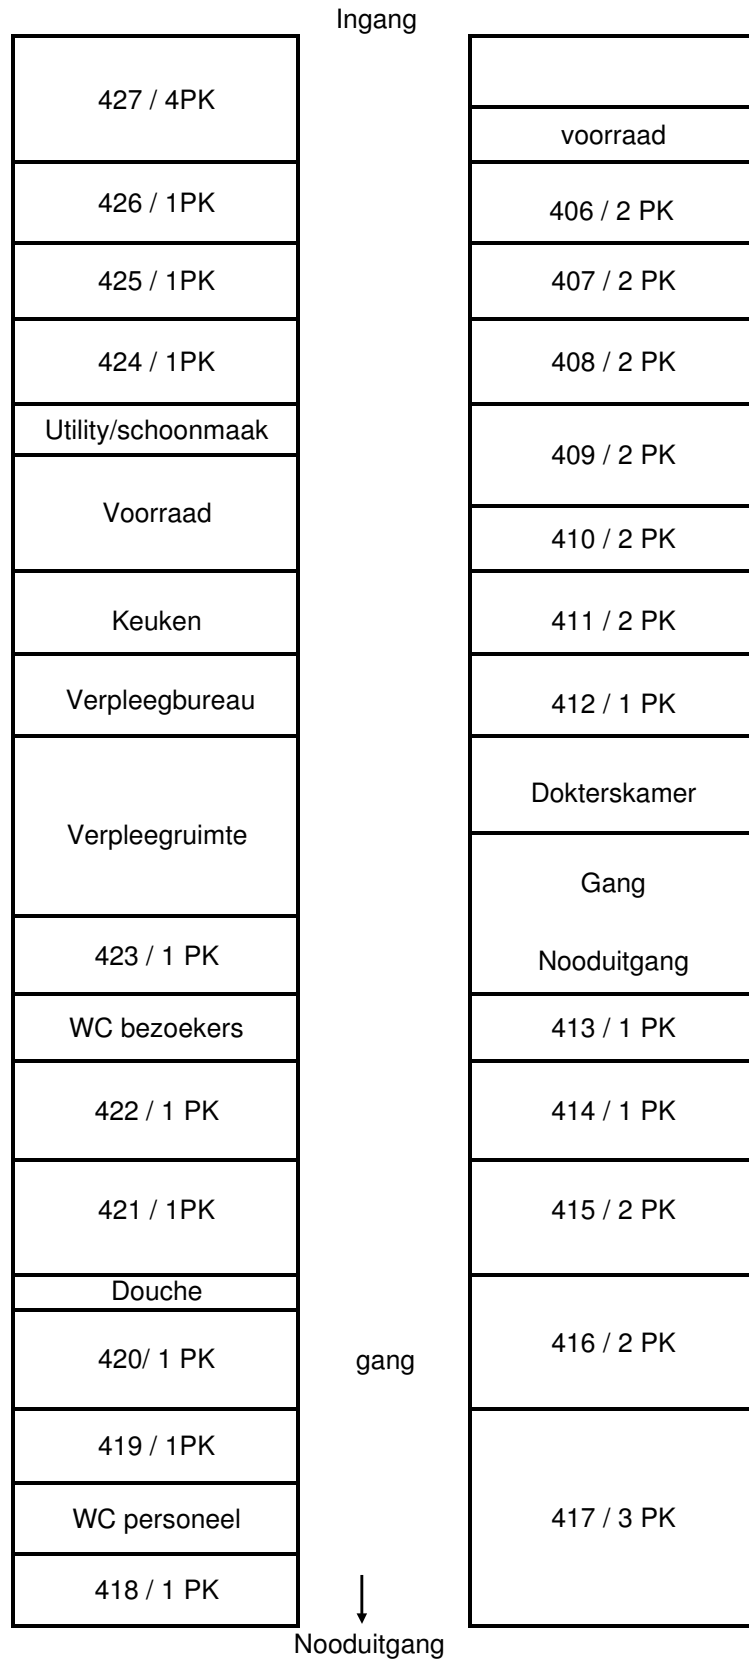 Ingang
427 / 4PK
426 / 1PK
425 / 1PK
424 / 1PK
Utility/schoonmaak
Voorraad
Keuken
Verpleegbureau
Verpleegruimte
423 / 1 PK
WC bezoekers
422 / 1 PK
421 / 1PK
Douche
420/ 1 PK
419 / 1PK
WC personeel
418 / 1 PK
gang
Nooduitgang
voorraad
406 / 2 PK
407 / 2 PK
408 / 2 PK
409 / 2 PK
410 / 2 PK
411 / 2 PK
412 / 1 PK
Dokterskamer
Gang
Nooduitgang
413 / 1 PK
414 / 1 PK
415 / 2 PK
416 / 2 PK
417 / 3 PK